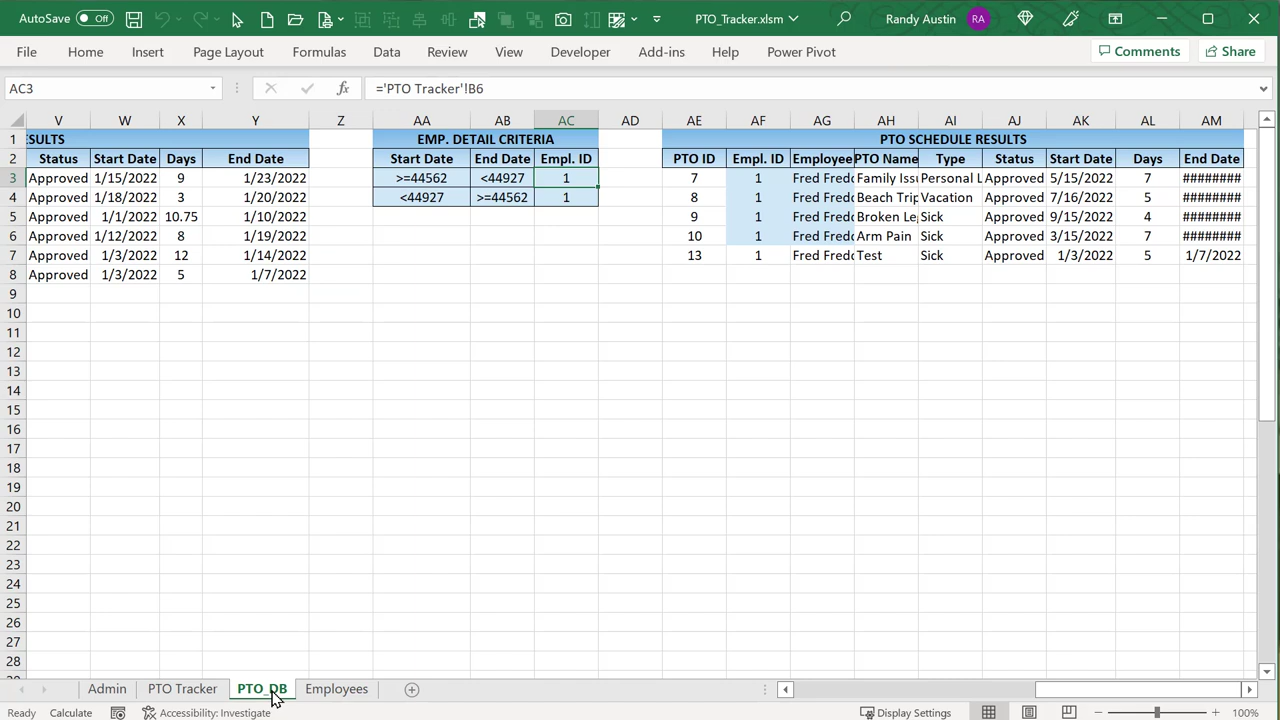 AutoSave Off PTO_Tracker.xlsm Randy Austin RA
File Home Insert Page Layout Formulas Data Review View Developer Add-ins Help Power Pivot Comments Share
AC3 fx ='PTO Tracker'!B6
V W X Y Z AA AB AC AD AE AF AG AH AI AJ AK AL AM
1 ESULTS EMP. DETAIL CRITERIA PTO SCHEDULE RESULTS
2 Status Start Date Days End Date Start Date End Date Empl. ID PTO ID Empl. ID Employee PTO Name Type Status Start Date Days End Date
3 Approved 1/15/2022 9 1/23/2022 >=44562 <44927 1 7 1 Fred Fredd Family Issu Personal L Approved 5/15/2022 7 ########
4 Approved 1/18/2022 3 1/20/2022 <44927 >=44562 1 8 1 Fred Fredd Beach Trip Vacation Approved 7/16/2022 5 ########
5 Approved 1/1/2022 10.75 1/10/2022 9 1 Fred Fredd Broken Le Sick Approved 9/15/2022 4 ########
6 Approved 1/12/2022 8 1/19/2022 10 1 Fred Fredd Arm Pain Sick Approved 3/15/2022 7 ########
7 Approved 1/3/2022 12 1/14/2022 13 1 Fred Fredd Test Sick Approved 1/3/2022 5 1/7/2022
8 Approved 1/3/2022 5 1/7/2022
9
10
11
12
13
14
15
16
17
18
19
20
21
22
23
24
25
26
27
28
Admin PTO Tracker PTO_DB Employees
Ready Calculate Accessibility: Investigate Display Settings 100%